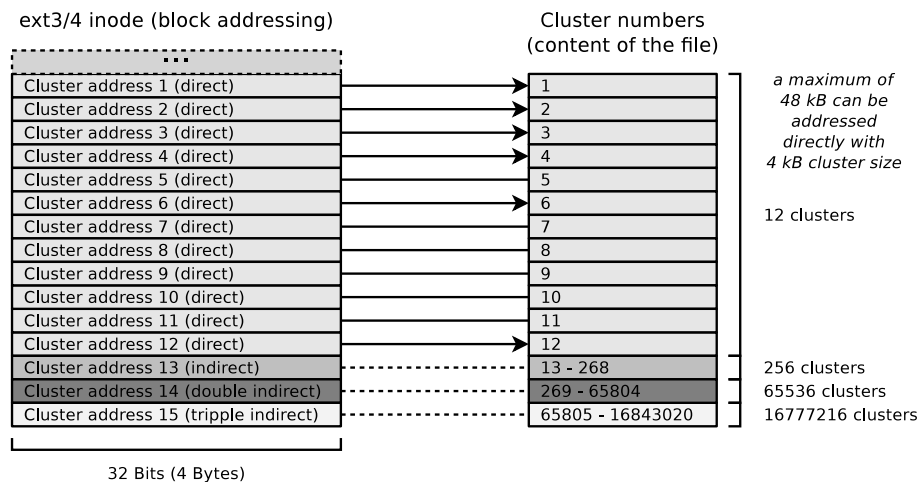 ext3/4 inode (block addressing)
Cluster numbers
(content of the file)
...
Cluster address 1 (direct)
Cluster address 2 (direct)
Cluster address 3 (direct)
Cluster address 4 (direct)
Cluster address 5 (direct)
Cluster address 6 (direct)
Cluster address 7 (direct)
Cluster address 8 (direct)
Cluster address 9 (direct)
Cluster address 10 (direct)
Cluster address 11 (direct)
Cluster address 12 (direct)
Cluster address 13 (indirect)
Cluster address 14 (double indirect)
Cluster address 15 (tripple indirect)
32 Bits (4 Bytes)
1
2
3
4
5
6
7
8
9
10
11
12
13 - 268
269 - 65804
65805 - 16843020
a maximum of
48 kB can be
addressed
directly with
4 kB cluster size
12 clusters
256 clusters
65536 clusters
16777216 clusters